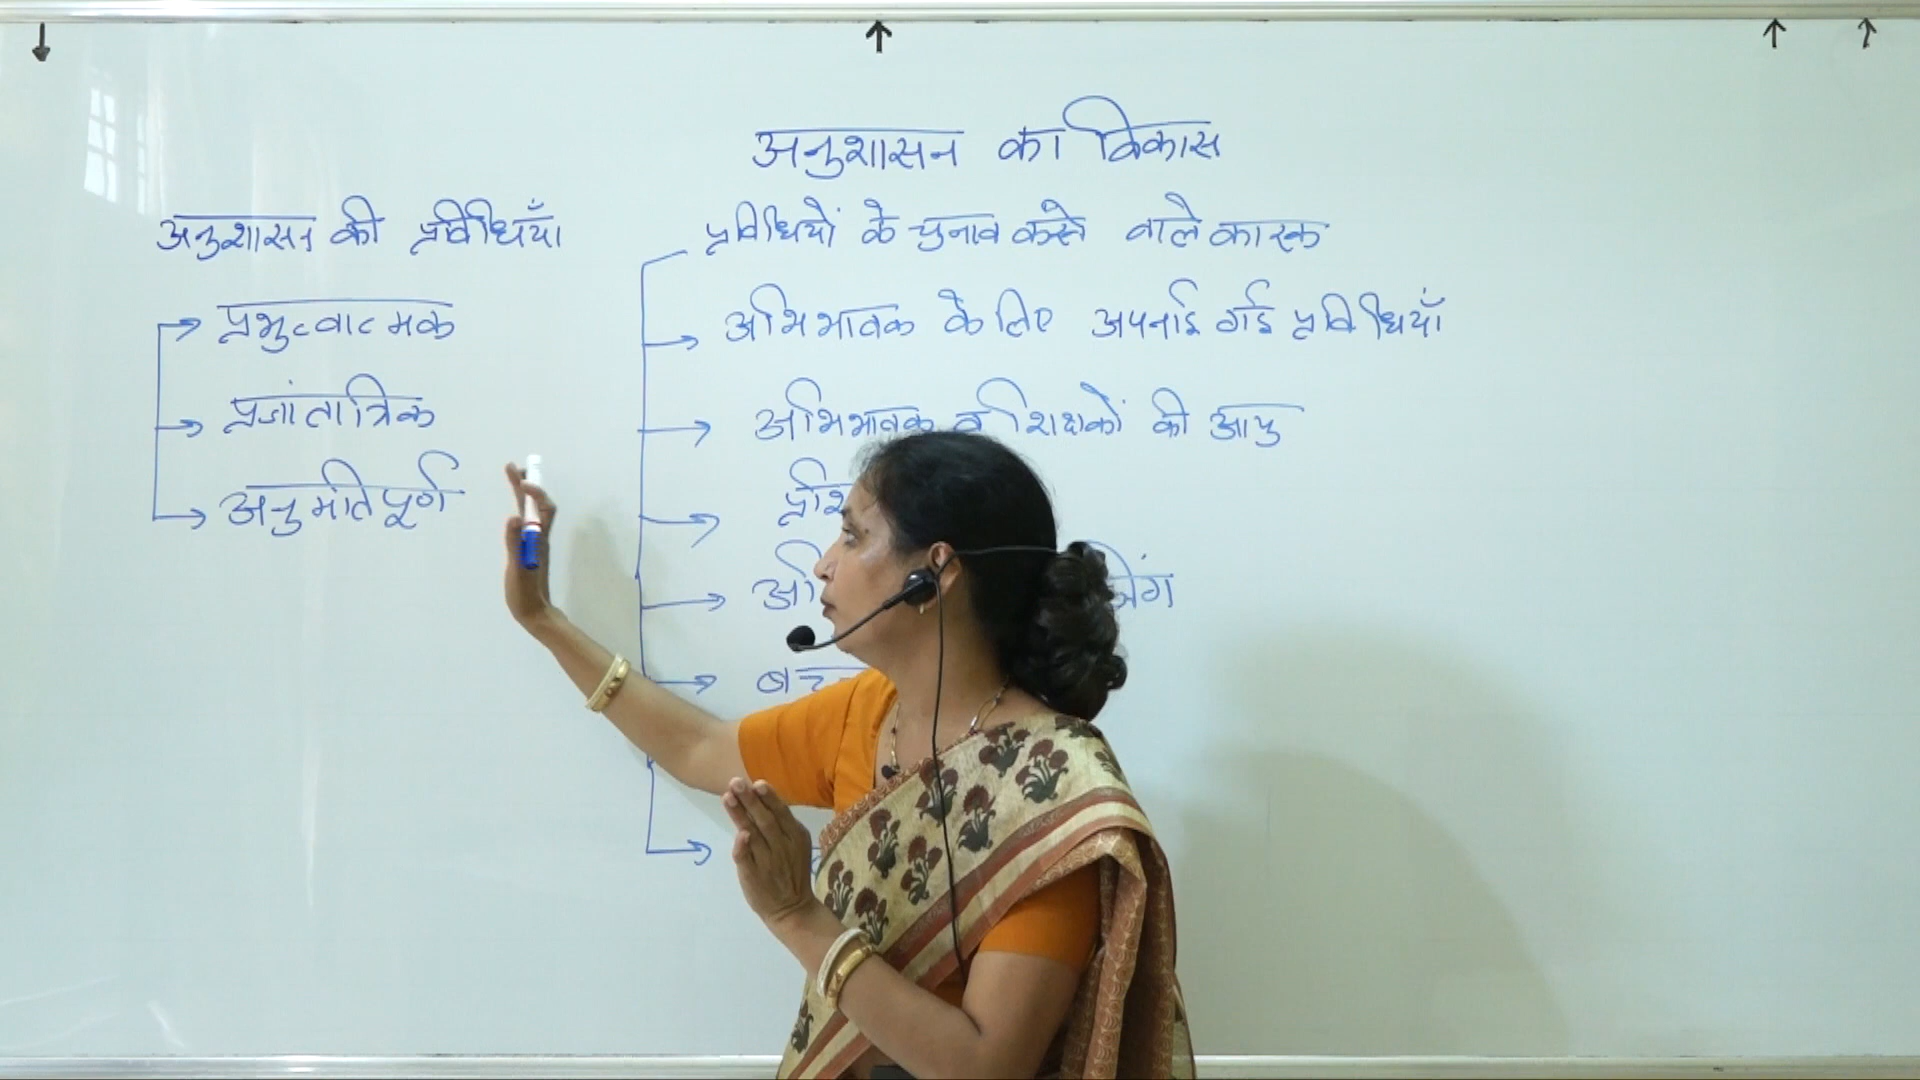 अनुशासन का विकास
अनुशासन की प्रविधियाँ
प्रभुत्वात्मक
प्रजांतात्रिक
अनुमतिपूर्ण
प्रविधियों के चुनाव करते वाले कारक
अभिभावक के लिए अपनाई गई प्रविधियाँ
अभिभावक व शिक्षकों की आयु